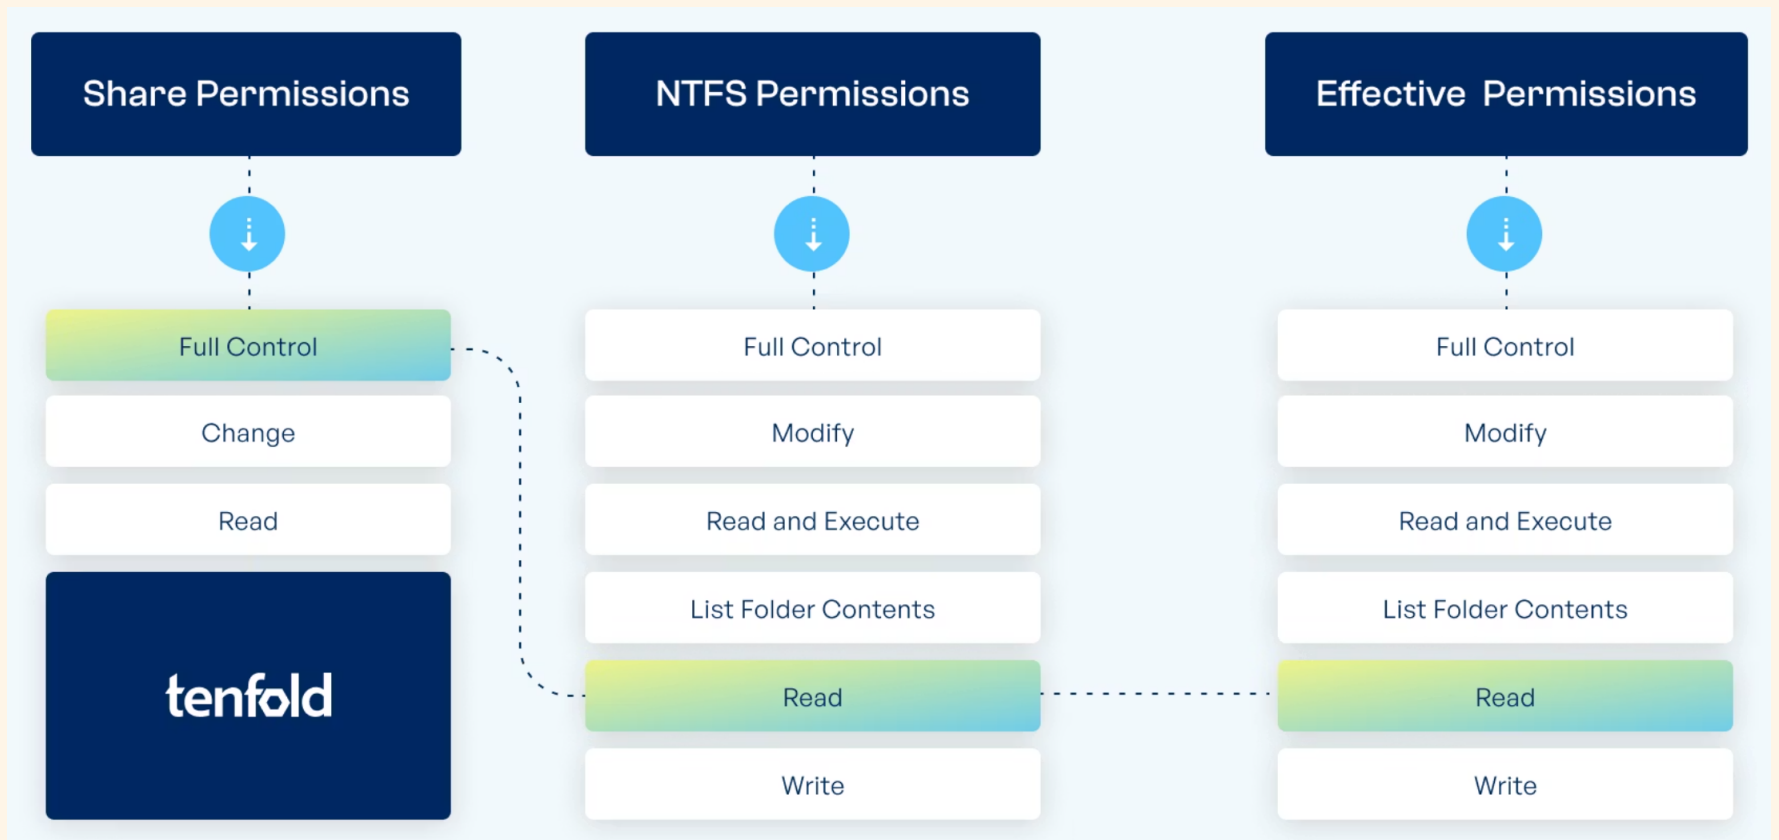 Share Permissions
NTFS Permissions
Effective Permissions
Full Control
Change
Read
tenfold
Full Control
Modify
Read and Execute
List Folder Contents
Read
Write
Full Control
Modify
Read and Execute
List Folder Contents
Read
Write